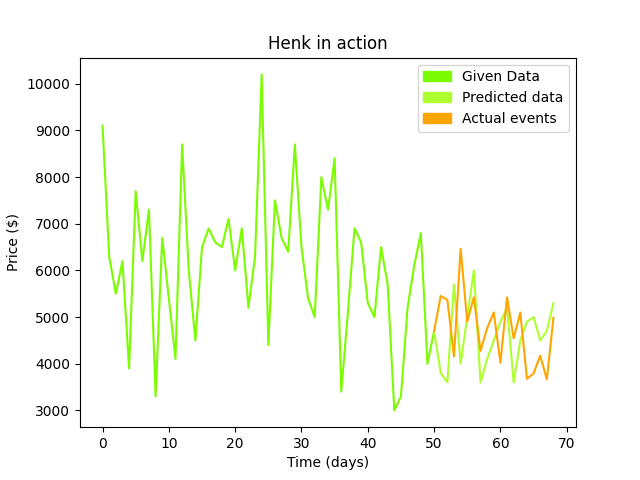 Henk in action
Given Data
Predicted data
Actual events
Price ($)
10000
9000
8000
7000
6000
5000
4000
3000
0 10 20 30 40 50 60 70
Time (days)